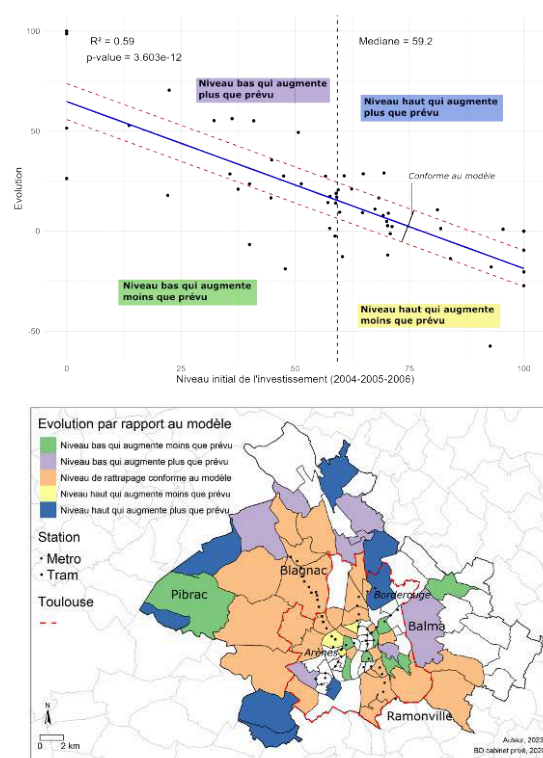 R² = 0.59
p-value = 3.603e-12
Mediane = 59.2
Niveau bas qui augmente
plus que prévu
Niveau haut qui augmente
plus que prévu
Conforme au modèle
Niveau bas qui augmente
moins que prévu
Niveau haut qui augmente
moins que prévu
Evolution
100
50
0
-50
0
25
50
75
100
Niveau initial de l'investissement (2004-2005-2006)
Evolution par rapport au modèle
Niveau bas qui augmente moins que prévu
Niveau bas qui augmente plus que prévu
Niveau de rattrapage conforme au modèle
Niveau haut qui augmente moins que prévu
Niveau haut qui augmente plus que prévu
Station
Metro
Tram
Toulouse
Blagnac
Pibrac
Borderouge
Balma
Arènes
Ramonville
N
0 2 km
Auteur, 2023
BD cabinet privé, 2020